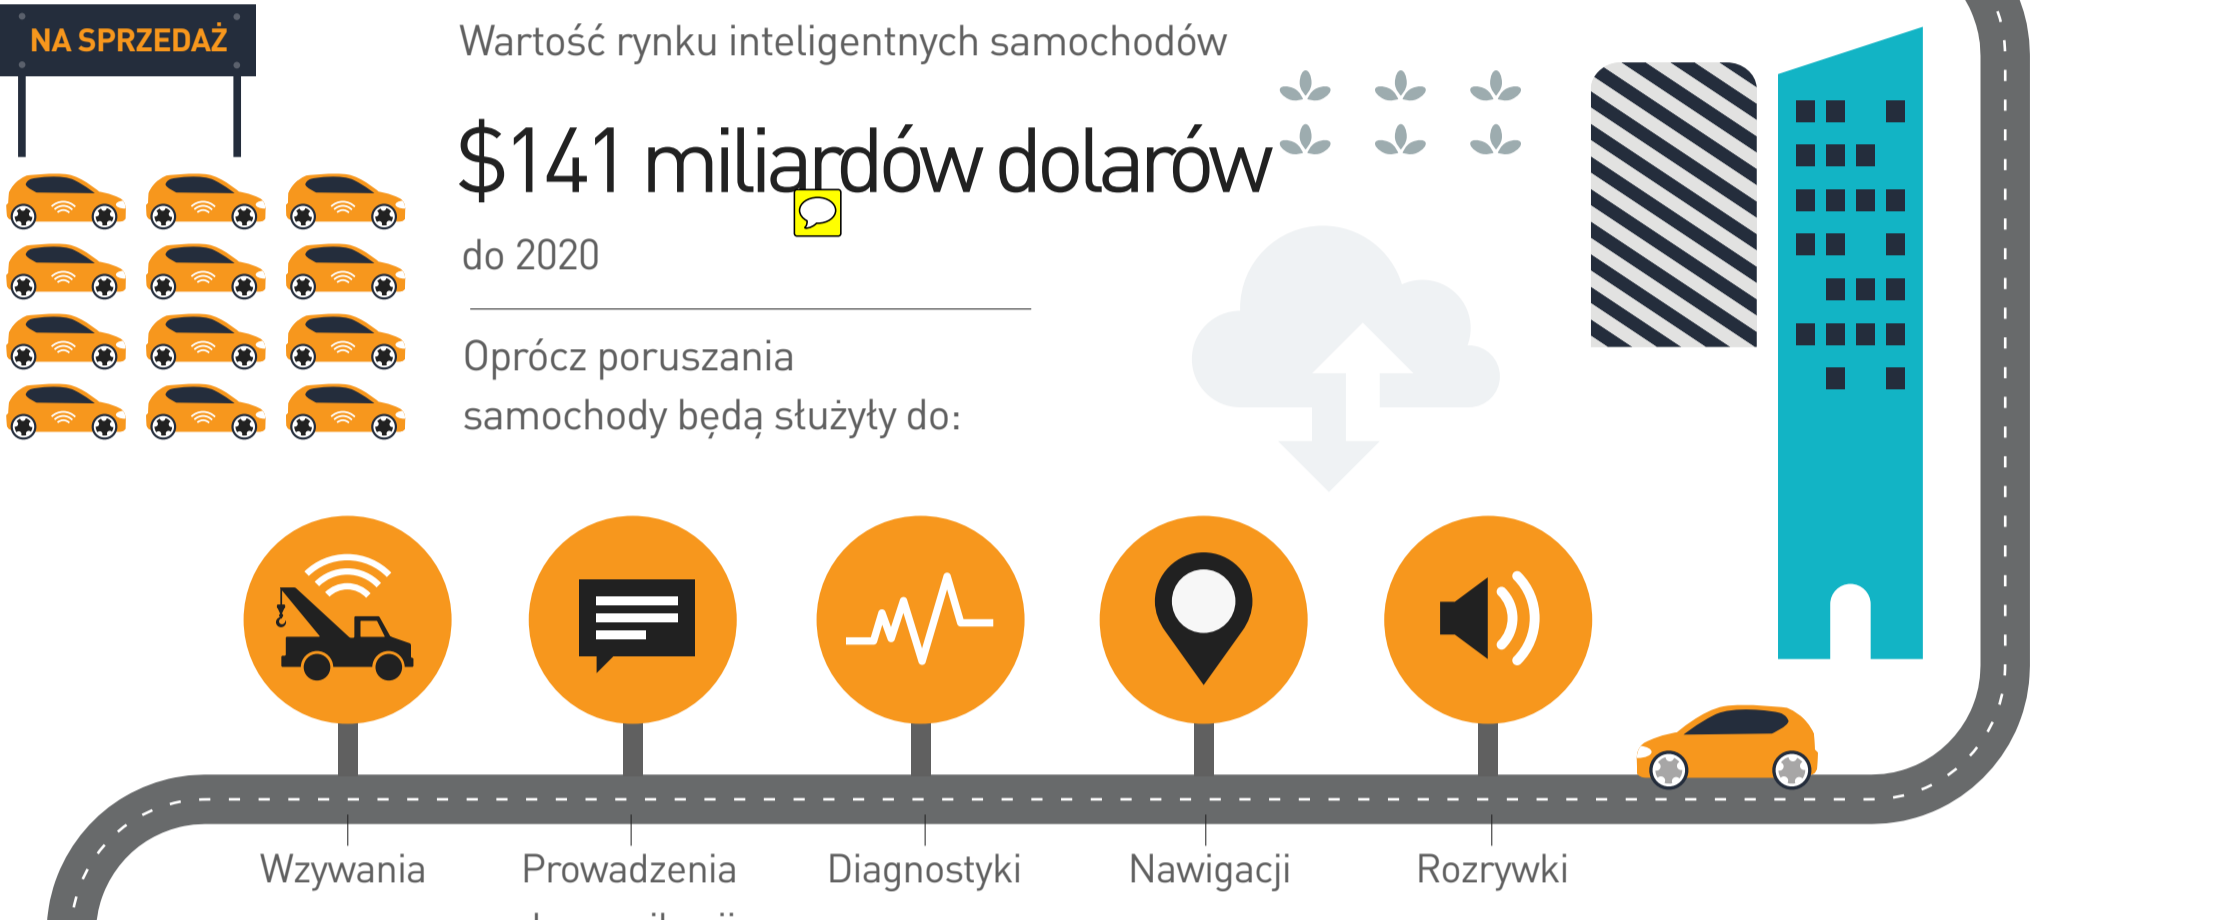 NA SPRZEDAŻ
Wartość rynku inteligentnych samochodów
$141 miliardów dolarów
do 2020
Oprócz poruszania
samochody będą służyły do:
Wzywania
Prowadzenia
Diagnostyki
Nawigacji
Rozrywki